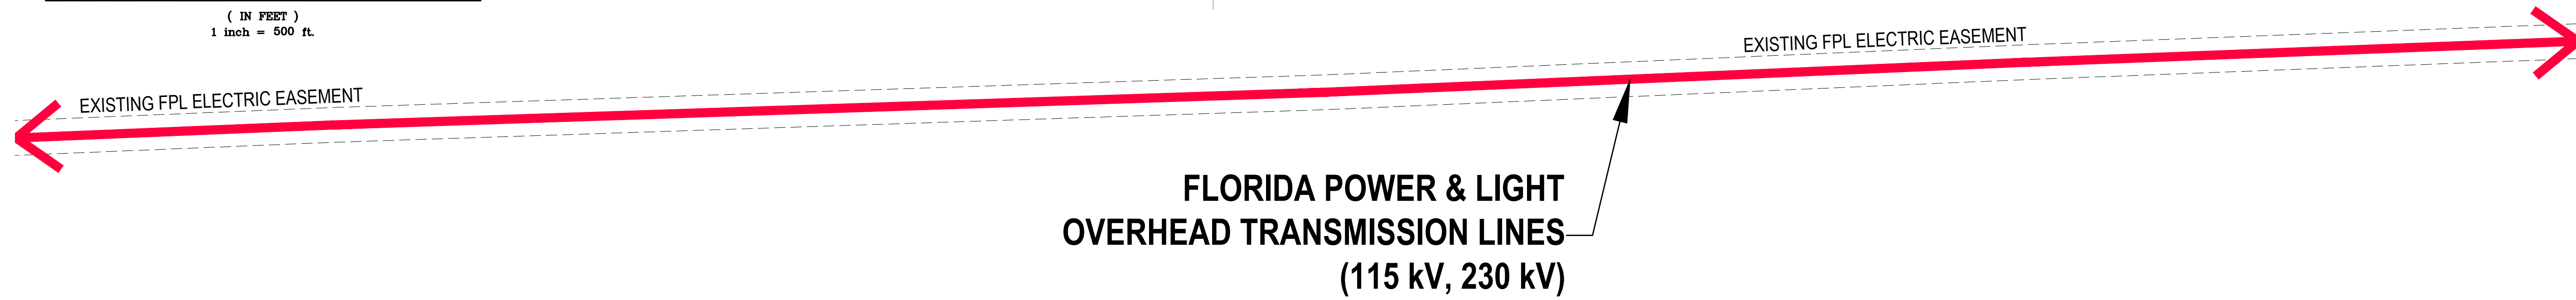 ( IN FEET )
1 inch = 500 ft.
EXISTING FPL ELECTRIC EASEMENT
EXISTING FPL ELECTRIC EASEMENT
FLORIDA POWER & LIGHT
OVERHEAD TRANSMISSION LINES
(115 kV, 230 kV)